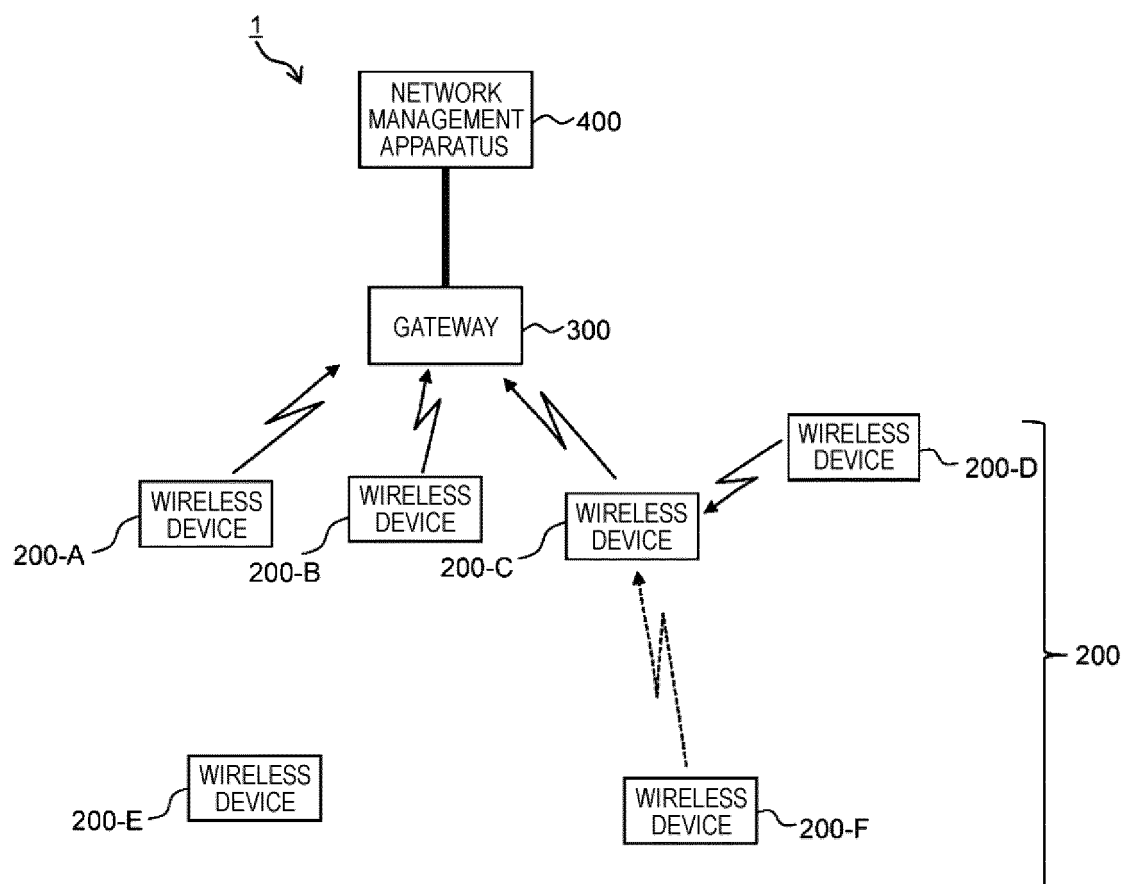 1
NETWORK
MANAGEMENT
APPARATUS
400
GATEWAY
300
WIRELESS
DEVICE
200-A
WIRELESS
DEVICE
200-B
WIRELESS
DEVICE
200-C
WIRELESS
DEVICE
200-D
200
WIRELESS
DEVICE
200-E
WIRELESS
DEVICE
200-F